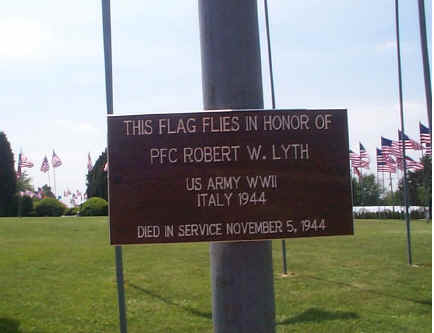 THIS FLAG FLIES IN HONOR OF
PFC ROBERT W. LYTH
US ARMY WWII
ITALY 1944
DIED IN SERVICE NOVEMBER 5, 1944